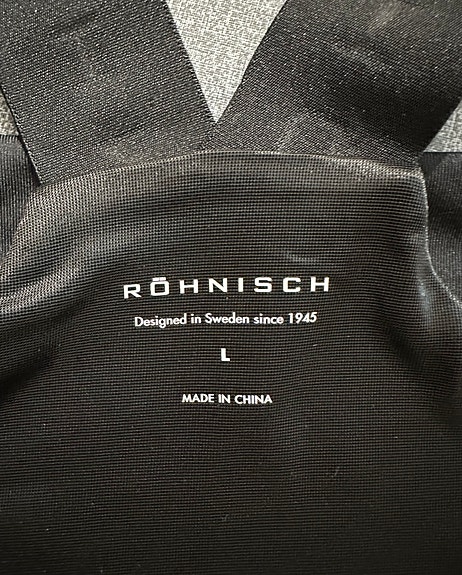 RÖHNISCH
Designed in Sweden since 1945
L
MADE IN CHINA